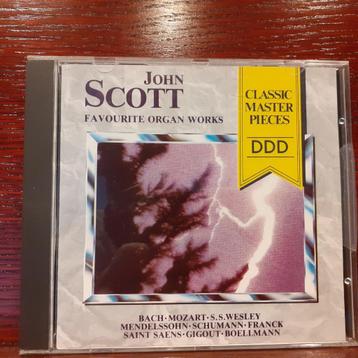 JOHN
SCOTT
FAVOURITE ORGAN WORKS
CLASSIC
MASTER
PIECES
DDD
BACH·MOZART·S.S.WESLEY
MENDELSSOHN·SCHUMANN·FRANCK
SAINT SAENS·GIGOUT·BOELLMANN